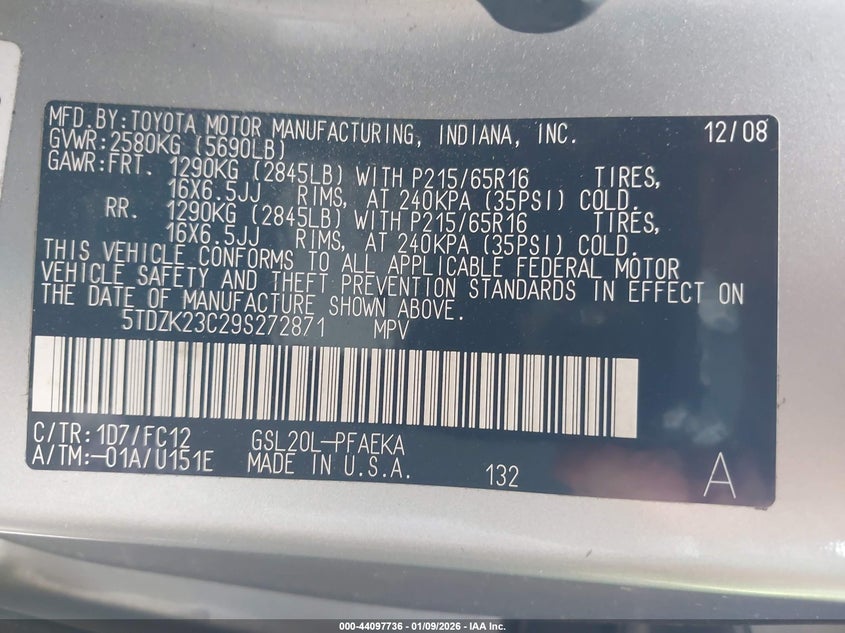 MFD.BY:TOYOTA MOTOR MANUFACTURING, INDIANA, INC. 12/08
GVWR:2580KG (5690LB)
GAWR:FRT. 1290KG (2845LB) WITH P215/65R16 TIRES,
16X6.5JJ RIMS, AT 240KPA (35PSI) COLD.
RR. 1290KG (2845LB) WITH P215/65R16 TIRES,
16X6.5JJ RIMS, AT 240KPA (35PSI) COLD.
THIS VEHICLE CONFORMS TO ALL APPLICABLE FEDERAL MOTOR
VEHICLE SAFETY AND THEFT PREVENTION STANDARDS IN EFFECT ON
THE DATE OF MANUFACTURE SHOWN ABOVE.
5TDZK23C29S272871 MPV
C/TR:1D7/FC12 GSL20L-PFAEKA
A/TM:-01A/U151E MADE IN U.S.A. 132 A
000-44097736 - 01/09/2026 - IAA Inc.